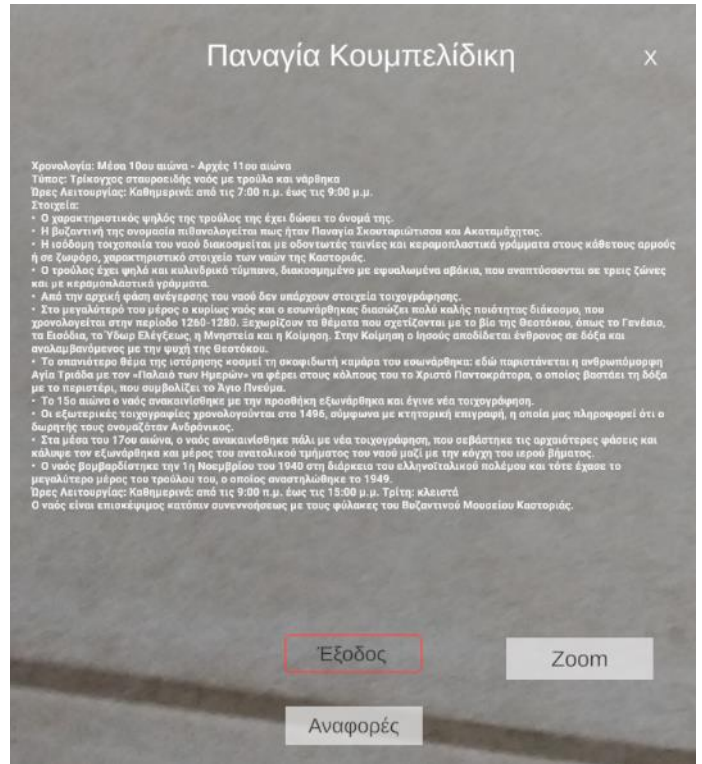 Παναγία Κουμπελίδικη
X
Χρονολογία: Μέσα 10ου αιώνα - Αρχές 11ου αιώνα
Τύπος: Τρίκογχος σταυροειδής ναός με τρούλο και νάρθηκα
Ώρες Λειτουργίας: Καθημερινά: από τις 7:00 π.μ. έως τις 9:00 μ.μ.
Στοιχεία:
• Ο χαρακτηριστικός ψηλός της τρούλος της έχει δώσει το όνομά της.
• Η βυζαντινή της ονομασία πιθανολογείται πως ήταν Παναγία Σκουταριώτισσα και Ακαταμάχητος.
• Η ισόδομη τοιχοποιία του ναού διακοσμείται με οδοντωτές ταινίες και κεραμοπλαστικά γράμματα στους κάθετους αρμούς
ή σε ζωφόρο, χαρακτηριστικό στοιχείο των ναών της Καστοριάς.
• Ο τρούλος έχει ψηλό και κυλινδρικό τύμπανο, διακοσμημένο με εφυαλωμένα αβάκια, που αναπτύσσονται σε τρεις ζώνες
και με κεραμοπλαστικά γράμματα.
• Από την αρχική φάση ανέγερσης του ναού δεν υπάρχουν στοιχεία τοιχογράφησης.
• Στο μεγαλύτερό του μέρος ο κυρίως ναός και ο εσωνάρθηκας διασώζει πολύ καλής ποιότητας διάκοσμο, που
χρονολογείται στην περίοδο 1260-1280. Ξεχωρίζουν τα θέματα που σχετίζονται με το βίο της Θεοτόκου, όπως το Γενέσιο,
τα Εισόδια, το Ύδωρ Ελέγξεως, η Μνηστεία και η Κοίμηση. Στην Κοίμηση ο Ιησούς αποδίδεται ένθρονος σε δόξα και
αναλαμβανόμενος με την ψυχή της Θεοτόκου.
• Το σπανιότερο θέμα της ιστόρησης κοσμεί τη σκαφιδωτή καμάρα του εσωνάρθηκα: εδώ παριστάνεται η ανθρωπόμορφη
Αγία Τριάδα με τον «Παλαιό των Ημερών» να φέρει στους κόλπους του το Χριστό Παντοκράτορα, ο οποίος βαστάει τη δόξα
με το περιστέρι, που συμβολίζει το Άγιο Πνεύμα.
• Το 15ο αιώνα ο ναός ανακαινίσθηκε με την προσθήκη εξωνάρθηκα και έγινε νέα τοιχογράφηση.
• Οι εξωτερικές τοιχογραφίες χρονολογούνται στο 1496, σύμφωνα με κτητορική επιγραφή, η οποία μας πληροφορεί ότι ο
δωρητής τους ονομαζόταν Ανδρόνικος.
• Στα μέσα του 17ου αιώνα, ο ναός ανακαινίσθηκε πάλι με νέα τοιχογράφηση, που σεβάστηκε τις αρχαιότερες φάσεις και
κάλυψε τον εξωνάρθηκα και μέρος του ανατολικού τμήματος του ναού μαζί με την κόγχη του ιερού βήματος.
• Ο ναός βομβαρδίστηκε την 1η Νοεμβρίου του 1940 στη διάρκεια του ελληνοϊταλικού πολέμου και τότε έχασε το
μεγαλύτερο μέρος του τρούλου του, ο οποίος αναστηλώθηκε το 1949.
Ώρες Λειτουργίας: Καθημερινά: από τις 9:00 π.μ. έως τις 15:00 μ.μ. Τρίτη: κλειστά
Ο ναός είναι επισκέψιμος κατόπιν συνεννοήσεως με τους φύλακες του Βυζαντινού Μουσείου Καστοριάς.
Έξοδος
Zoom
Αναφορές